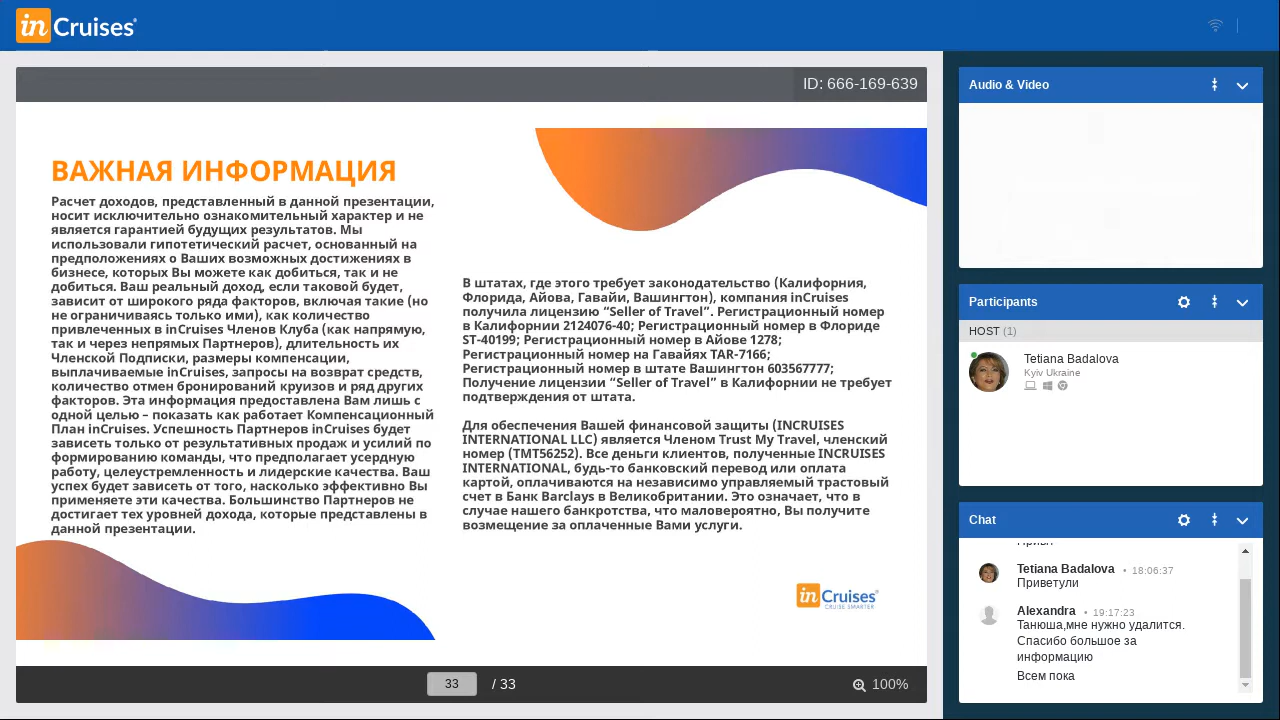 in Cruises®
ID: 666-169-639
ВАЖНАЯ ИНФОРМАЦИЯ
Расчет доходов, представленный в данной презентации,
носит исключительно ознакомительный характер и не
является гарантией будущих результатов. Мы
использовали гипотетический расчет, основанный на
предположениях о Ваших возможных достижениях в
бизнесе, которых Вы можете как добиться, так и не
добиться. Ваш реальный доход, если таковой будет,
зависит от широкого ряда факторов, включая такие (но
не ограничиваясь только ими), как количество
привлеченных в inCruises Членов Клуба (как напрямую,
так и через непрямых Партнеров), длительность их
Членской Подписки, размеры компенсации,
выплачиваемые inCruises, запросы на возврат средств,
количество отмен бронирований круизов и ряд других
факторов. Эта информация предоставлена Вам лишь с
одной целью – показать как работает Компенсационный
План inCruises. Успешность Партнеров inCruises будет
зависеть только от результативных продаж и усилий по
формированию команды, что предполагает усердную
работу, целеустремленность и лидерские качества. Ваш
успех будет зависеть от того, насколько эффективно Вы
применяете эти качества. Большинство Партнеров не
достигает тех уровней дохода, которые представлены в
данной презентации.
В штатах, где этого требует законодательство (Калифорния,
Флорида, Айова, Гавайи, Вашингтон), компания inCruises
получила лицензию “Seller of Travel”. Регистрационный номер
в Калифорнии 2124076-40; Регистрационный номер в Флориде
ST-40199; Регистрационный номер в Айове 1278;
Регистрационный номер на Гавайях TAR-7166;
Регистрационный номер в штате Вашингтон 603567777;
Получение лицензии “Seller of Travel” в Калифорнии не требует
подтверждения от штата.
Для обеспечения Вашей финансовой защиты (INCRUISES
INTERNATIONAL LLC) является Членом Trust My Travel, членский
номер (TMT56252). Все деньги клиентов, полученные INCRUISES
INTERNATIONAL, будь-то банковский перевод или оплата
картой, оплачиваются на независимо управляемый трастовый
счет в Банк Barclays в Великобритании. Это означает, что в
случае нашего банкротства, что маловероятно, Вы получите
возмещение за оплаченные Вами услуги.
in Cruises®
CRUISE SMARTER
33 / 33
100%
Audio & Video
Participants
HOST (1)
Tetiana Badalova
Kyiv Ukraine
Chat
Tetiana Badalova • 18:06:37
Приветули
Alexandra • 19:17:23
Танюша,мне нужно удалится.
Спасибо большое за
информацию
Всем пока